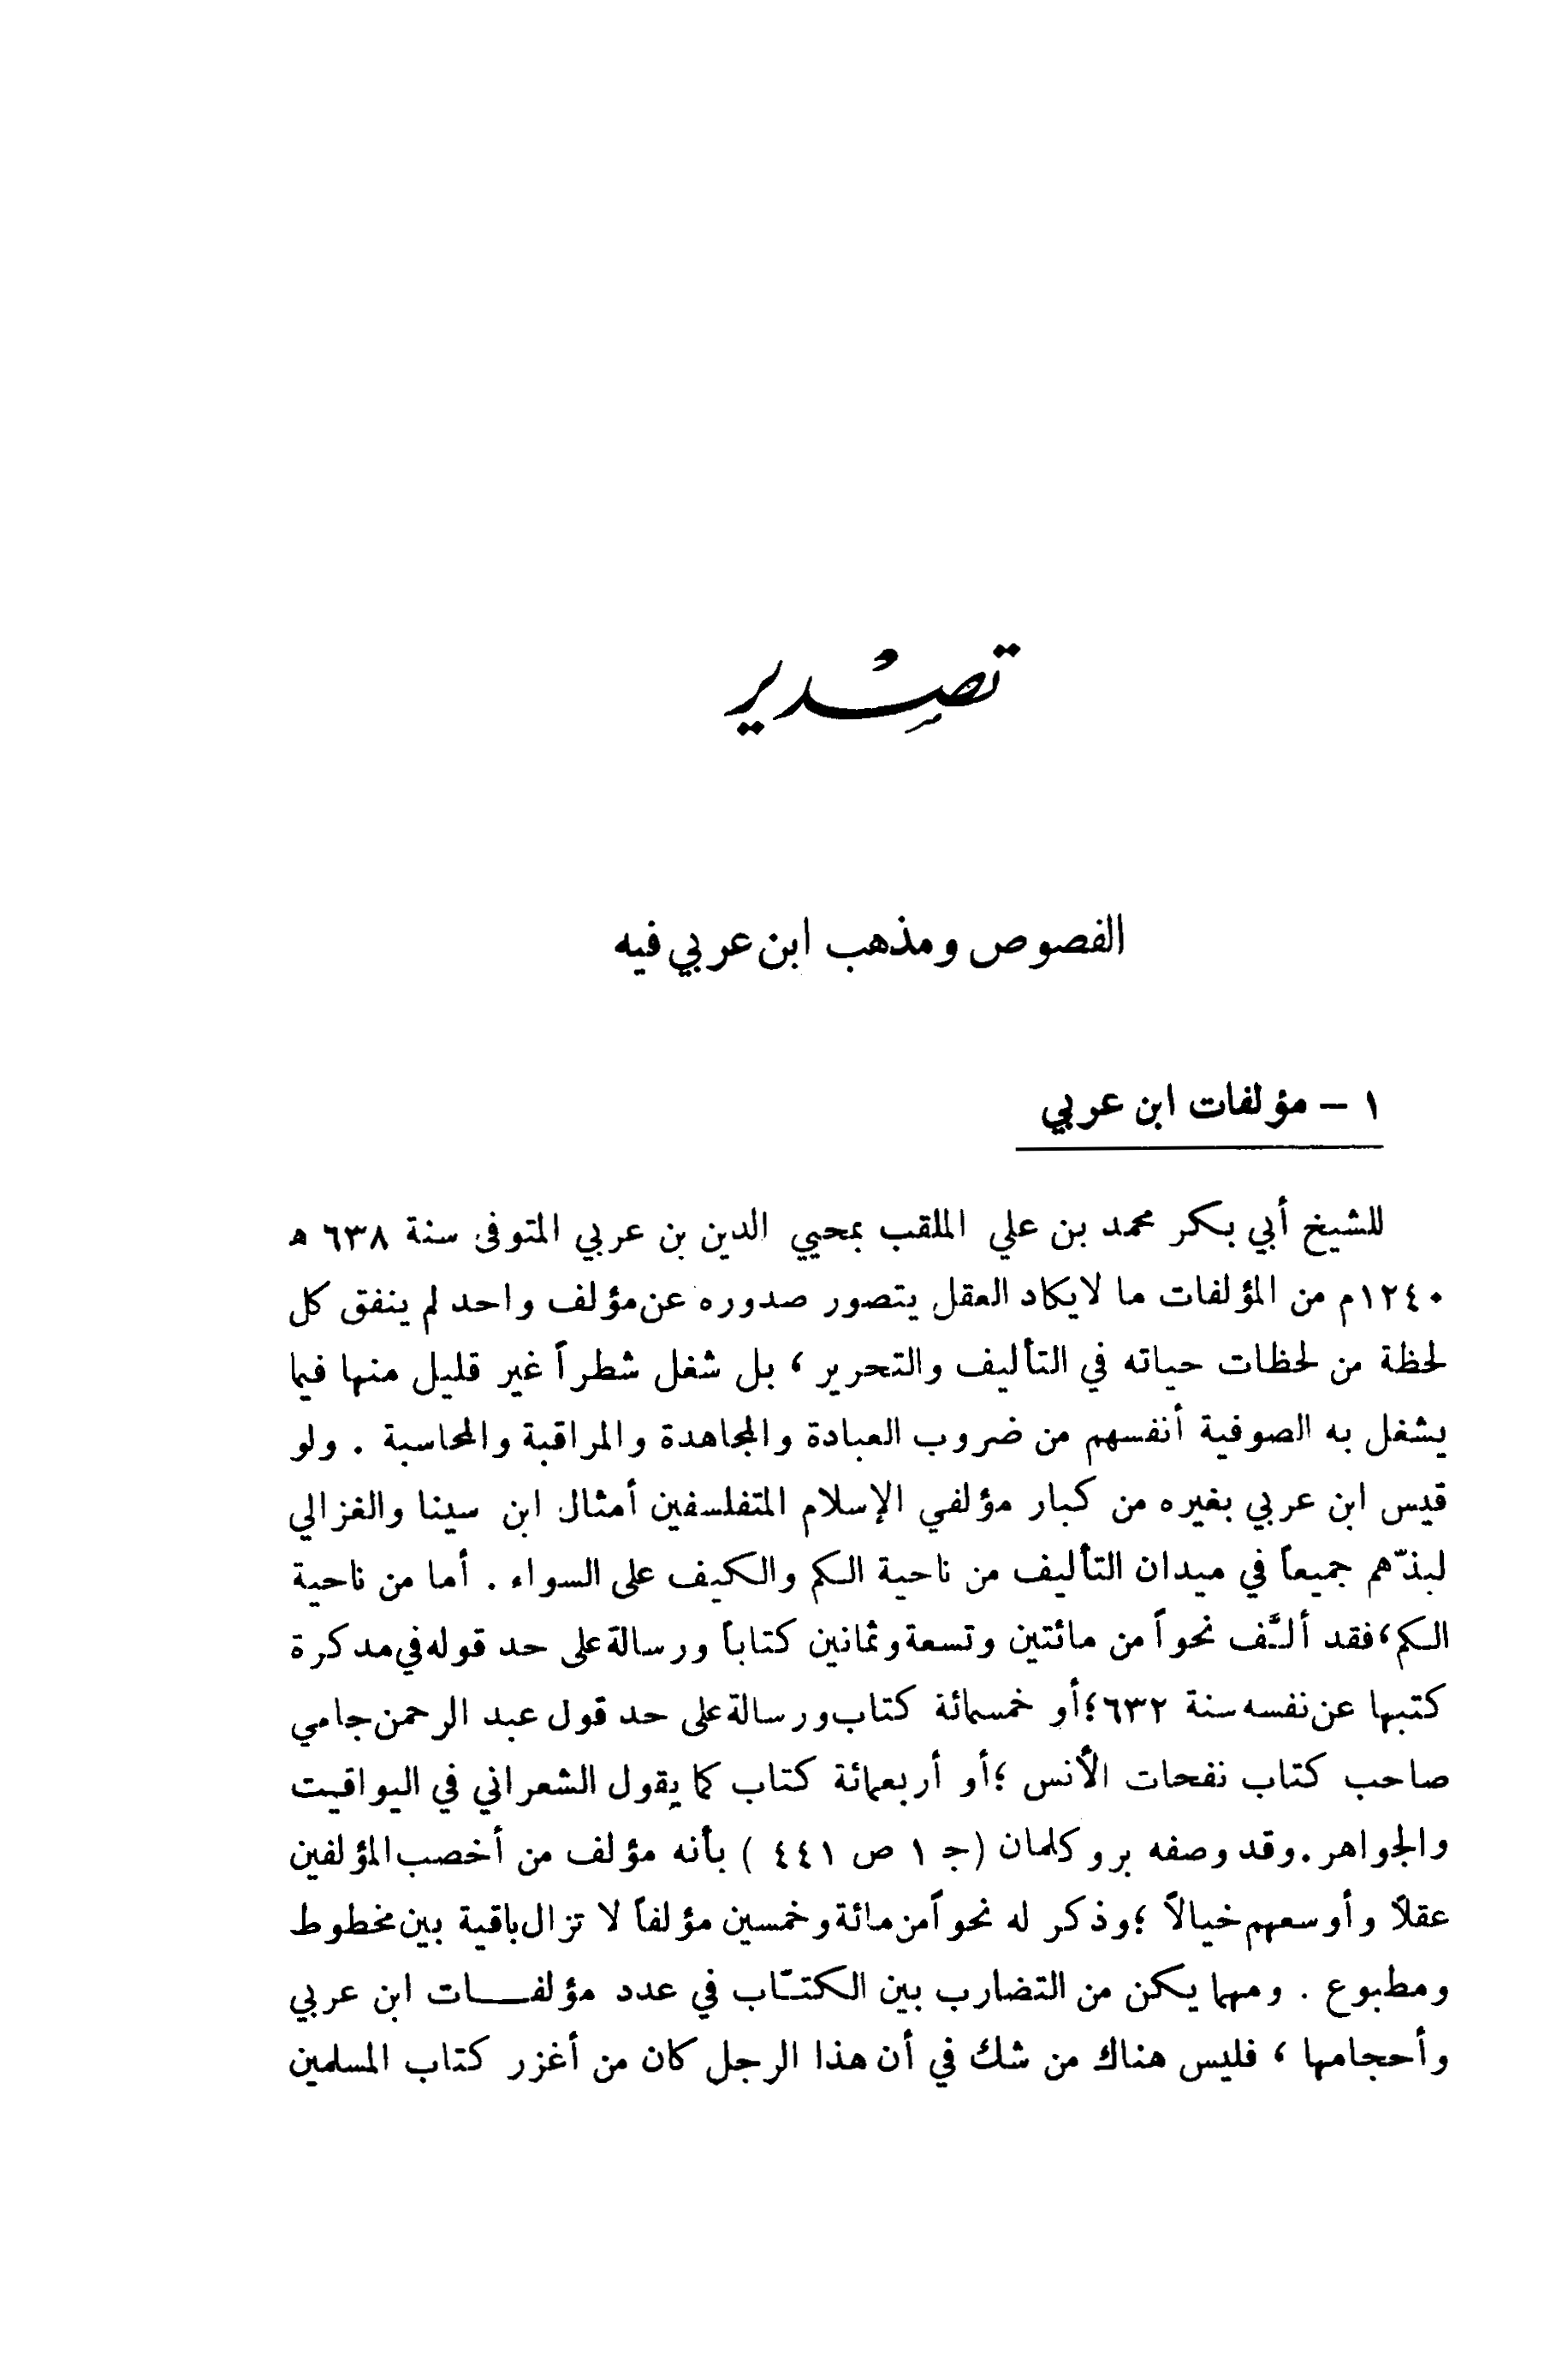 تصدير
الفصوص ومذهب ابن عربي فيه
١ – مؤلفات ابن عربي
للشيخ أبي بكر محمد بن علي الملقب بمحيي الدين بن عربي المتوفى سنة ٦٣٨ ه
١٢٤٠م من المؤلفات ما لا يكاد العقل يتصور صدوره عن مؤلف واحد لم ينفق كل
لحظة من لحظات حياته في التأليف والتحرير ، بل شغل شطراً غير قليل منها فيما
يشغل به الصوفية أنفسهم من ضروب العبادة والمجاهدة والمراقبة والمحاسبة . ولو
قيس ابن عربي بغيره من كبار مؤلفي الإسلام المتفلسفين أمثال ابن سينا والغزالي
لبذّهم جميعاً في ميدان التأليف من ناحية الكم والكيف على السواء . أما من ناحية
الكم، فقد ألَّف نحواً من مائتين وتسعة وثمانين كتاباً ورسالة على حد قوله في مدكرة
كتبها عن نفسه سنة ٦٣٢؛ أو خمسمائة كتاب ورسالة على حد قول عبد الرحمن جامي
صاحب كتاب نفحات الأنس ؛ أو أربعمائة كتاب كما يقول الشعراني في اليواقيت
والجواهر. وقد وصفه بروكلمان (ج ١ ص ٤٤١ ) بأنه مؤلف من أخصب المؤلفين
عقلاً وأوسعهم خيالاً ؛ وذكر له نحواً من مائة وخمسين مؤلفاً لا تزال باقية بين مخطوط
ومطبوع . ومهما يكن من التضارب بين الكتّاب في عدد مؤلفات ابن عربي
وأحجامها ، فليس هناك من شك في أن هذا الرجل كان من أغزر كتاب المسلمين